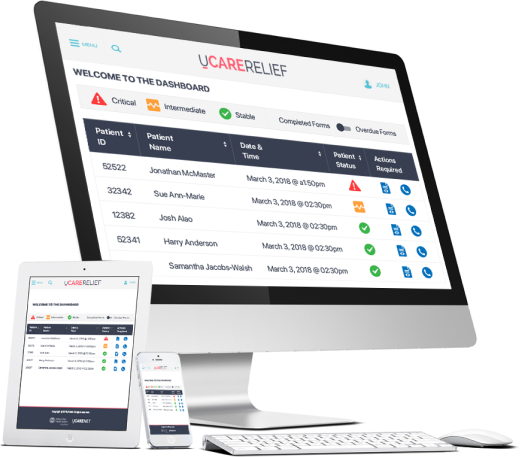 MENU
UCARERELIEF
JOHN
WELCOME TO THE DASHBOARD
Critical Intermediate Stable Completed Forms Overdue Forms
Patient ID Patient Name Date & Time Patient Status Actions Required
52522 Jonathan McMaster March 3, 2018 @ a1:50pm
32342 Sue Ann-Marie March 3, 2018 @ 02:30pm
12382 Josh Alao March 3, 2018 @ 02:30pm
52341 Harry Anderson March 3, 2018 @ 02:30pm
Samantha Jacobs-Walsh March 3, 2018 @ 02:30pm
UCARERELIEF
WELCOME TO THE DASHBOARD
UCARENET